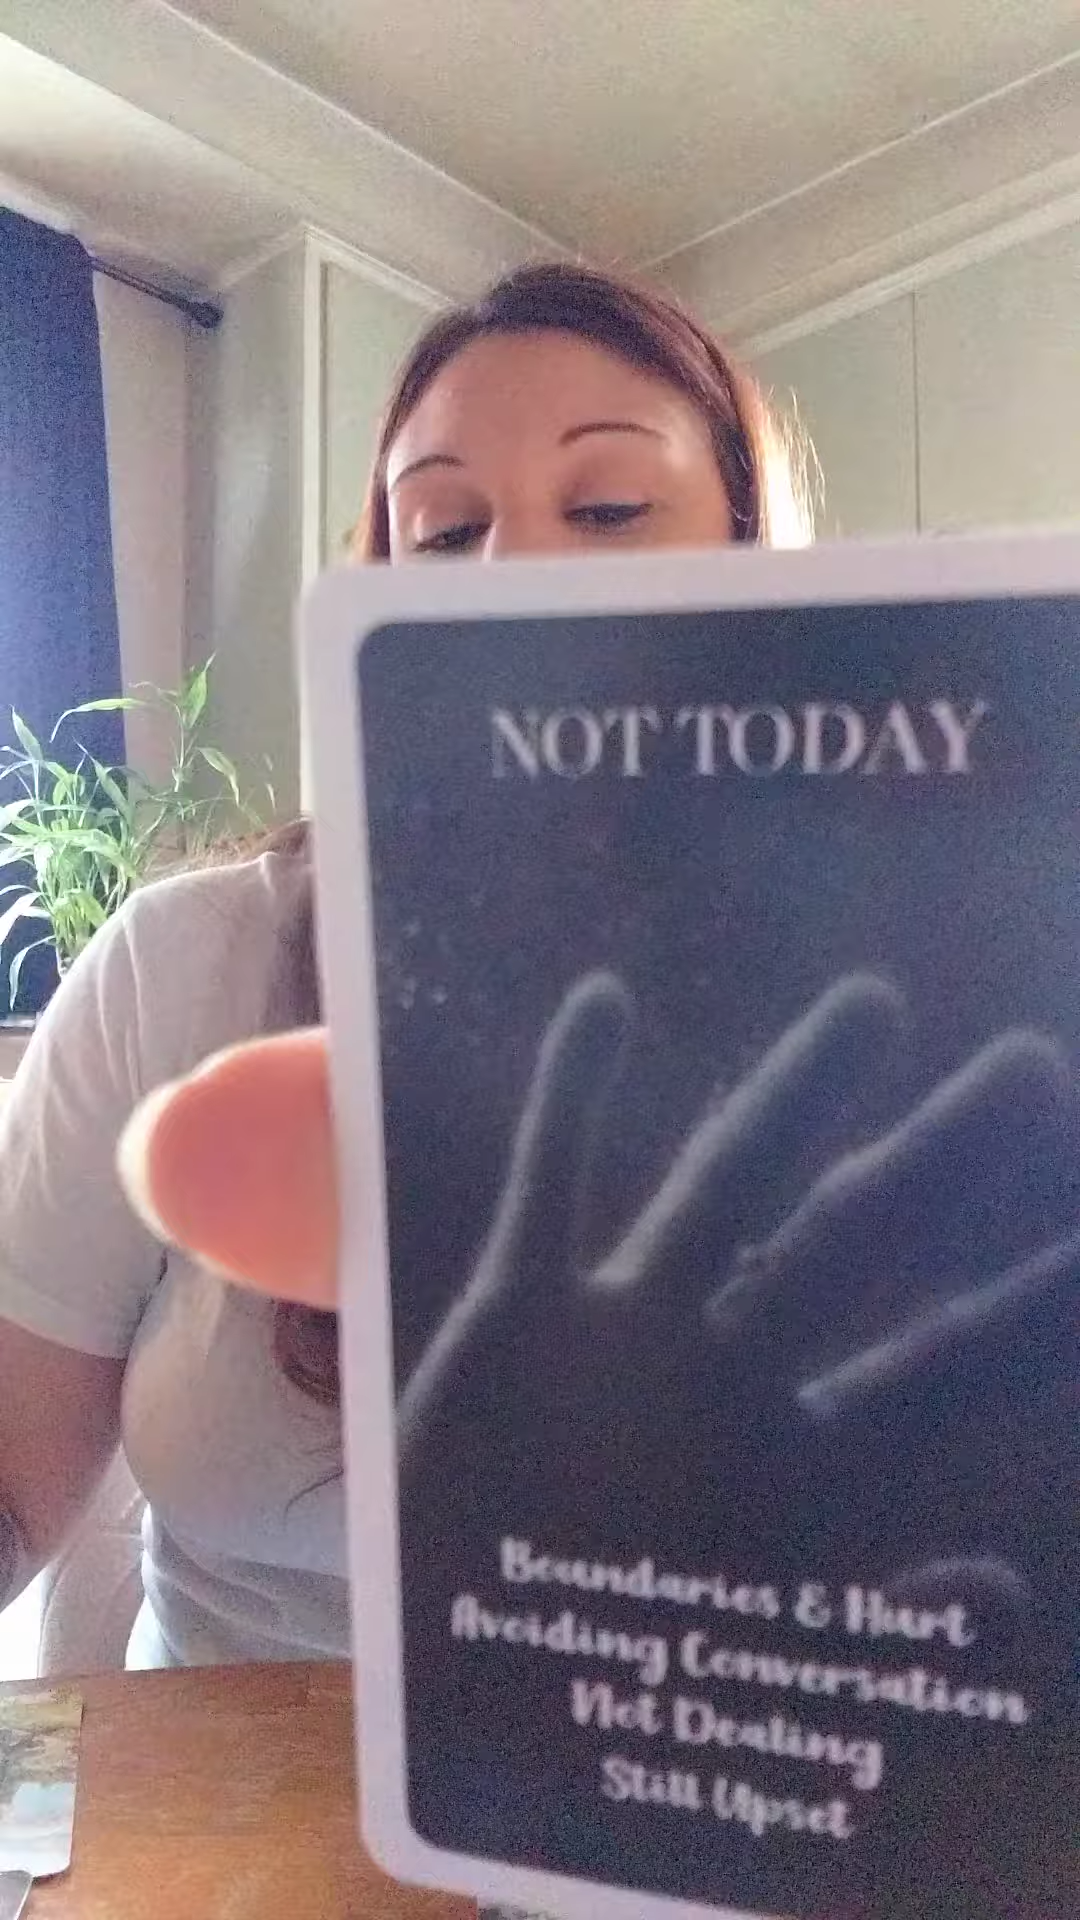 NOT TODAY
Boundaries & Hurt
Avoiding Conversation
Not Dealing
Still Upset